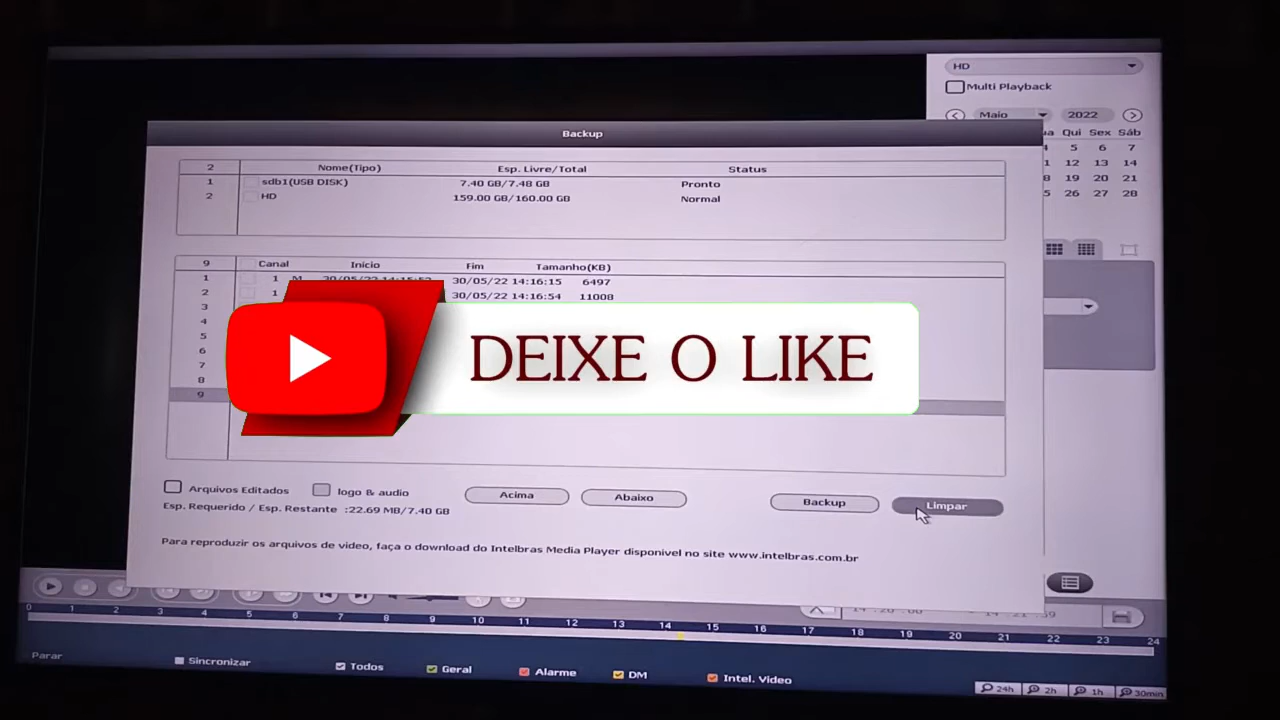 HD
Multi Playback
Maio 2022
Qui Sex Sáb
5 6 7
12 13 14
19 20 21
26 27 28
Backup
2 Nome(Tipo) Esp. Livre/Total Status
1 sdb1(USB DISK) 7.40 GB/7.48 GB Pronto
2 HD 159.00 GB/160.00 GB Normal
9 Canal Início Fim Tamanho(KB)
1 1 M 30/05/22 14:16:15 6497
2 1 30/05/22 14:16:54 11008
3
4
5
6
7
8
9
DEIXE O LIKE
Arquivos Editados logo & audio Acima Abaixo Backup Limpar
Esp. Requerido / Esp. Restante :22.69 MB/7.40 GB
Para reproduzir os arquivos de video, faça o download do Intelbras Media Player disponivel no site www.intelbras.com.br
0 1 2 3 4 5 6 7 8 9 10 11 12 13 14 15 16 17 18 19 20 21 22 23 24
Parar Sincronizar Todos Geral Alarme DM Intel. Video
24h 2h 1h 30min